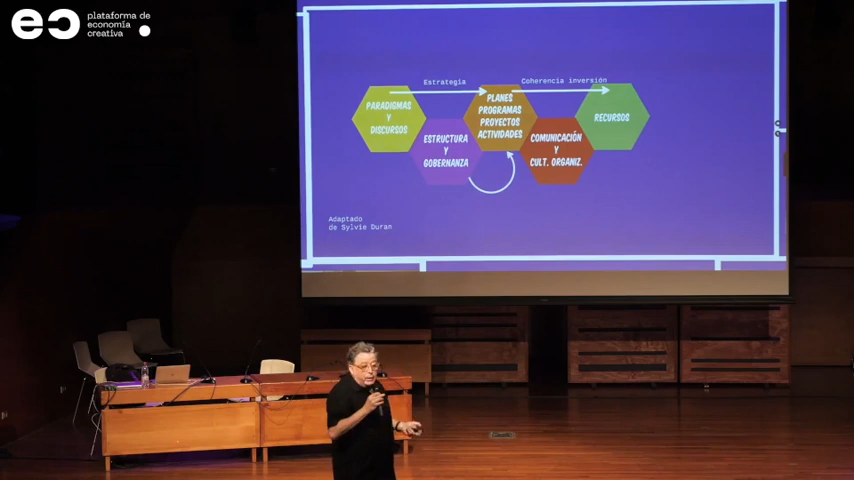 plataforma de
economía
creativa
Estrategia
Coherencia inversión
PARADIGMAS
Y
DISCURSOS
ESTRUCTURA
Y
GOBERNANZA
PLANES
PROGRAMAS
PROYECTOS
ACTIVIDADES
COMUNICACIÓN
Y
CULT. ORGANIZ.
RECURSOS
Adaptado
de Sylvie Duran